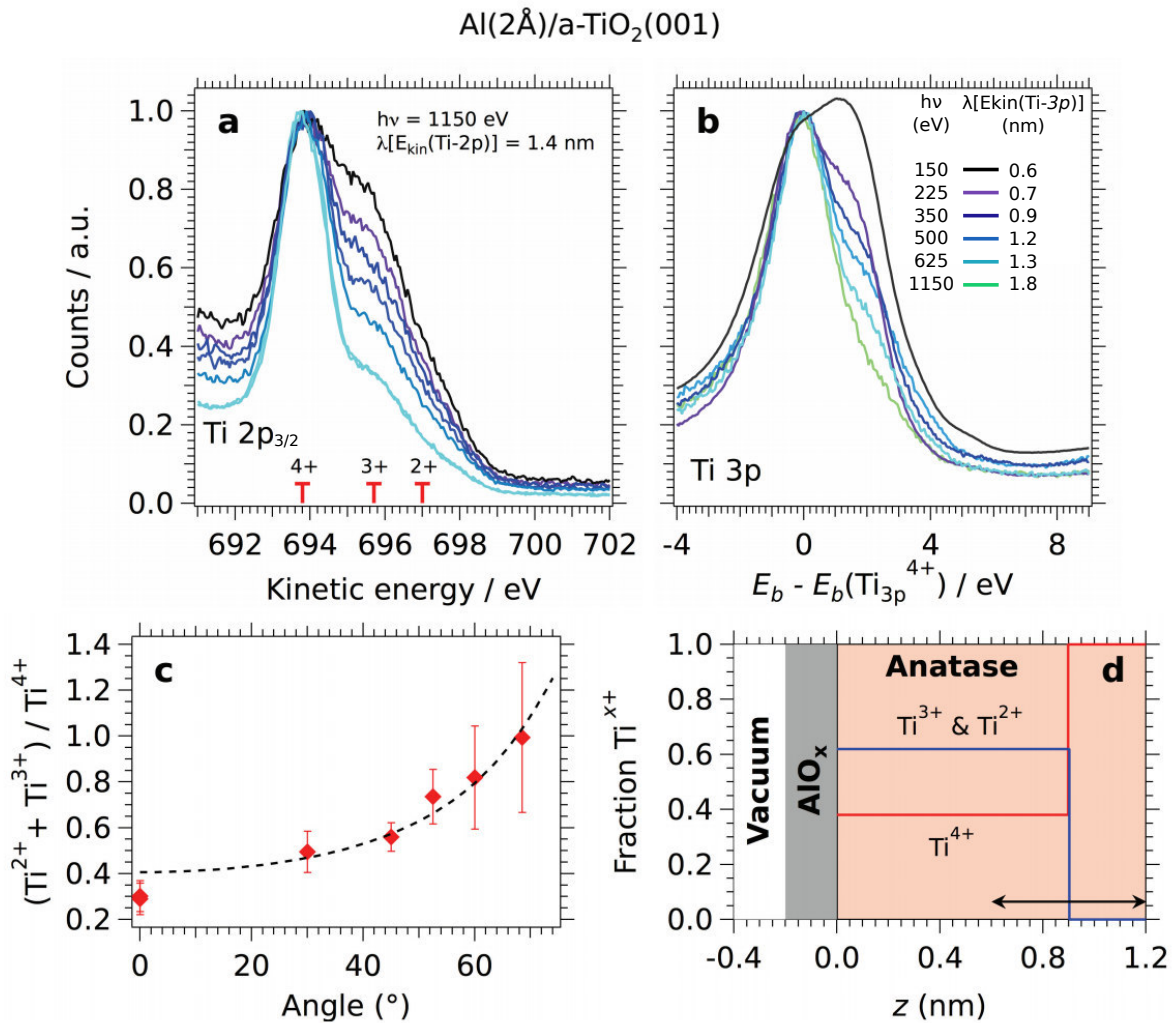 Al(2Å)/a-TiO₂(001)
a
hν = 1150 eV
λ[E_kin(Ti-2p)] = 1.4 nm
Counts / a.u.
1.0
0.8
0.6
0.4
0.2
0.0
Ti 2p₃/₂
4+ 3+ 2+
692 694 696 698 700 702
Kinetic energy / eV
b
hν λ[Ekin(Ti-3p)]
(eV) (nm)
150 0.6
225 0.7
350 0.9
500 1.2
625 1.3
1150 1.8
Ti 3p
-4 0 4 8
E_b - E_b(Ti_3p⁴⁺) / eV
c
(Ti²⁺ + Ti³⁺) / Ti⁴⁺
1.4
1.2
1.0
0.8
0.6
0.4
0.2
0 20 40 60
Angle (°)
d
Fraction Tiˣ⁺
1.0
0.8
0.6
0.4
0.2
0.0
Vacuum
AlOₓ
Anatase
Ti³⁺ & Ti²⁺
Ti⁴⁺
-0.4 0.0 0.4 0.8 1.2
z (nm)